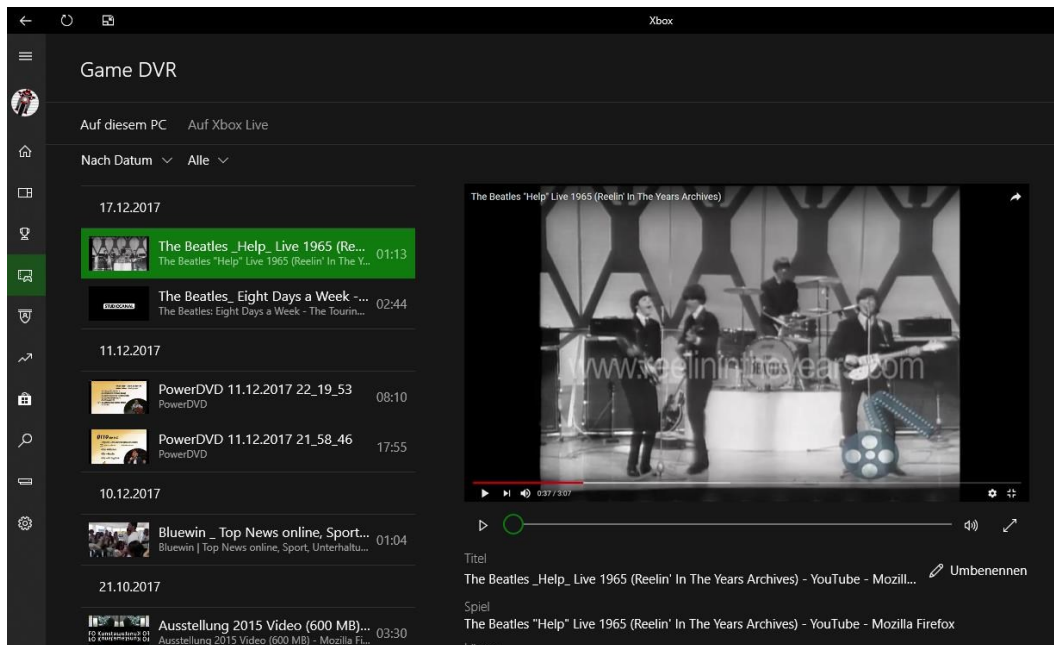 Xbox
Game DVR
Auf diesem PC Auf Xbox Live
Nach Datum Alle
17.12.2017
The Beatles _Help_ Live 1965 (Re...
The Beatles "Help" Live 1965 (Reelin' In The Y...
01:13
STUDIOCANAL
The Beatles_ Eight Days a Week -...
The Beatles: Eight Days a Week - The Tourin...
02:44
11.12.2017
PowerDVD 11.12.2017 22_19_53
PowerDVD
08:10
PowerDVD 11.12.2017 21_58_46
PowerDVD
17:55
10.12.2017
Bluewin _ Top News online, Sport...
Bluewin | Top News online, Sport, Unterhaltu...
01:04
21.10.2017
Ausstellung 2015 Video (600 MB)...
Ausstellung 2015 Video (600 MB) - Mozilla Fi...
03:30
The Beatles "Help" Live 1965 (Reelin' In The Years Archives)
www.reelinintheyears.com
0:37 / 3:07
Titel
The Beatles _Help_ Live 1965 (Reelin' In The Years Archives) - YouTube - Mozill...
Umbenennen
Spiel
The Beatles "Help" Live 1965 (Reelin' In The Years Archives) - YouTube - Mozilla Firefox